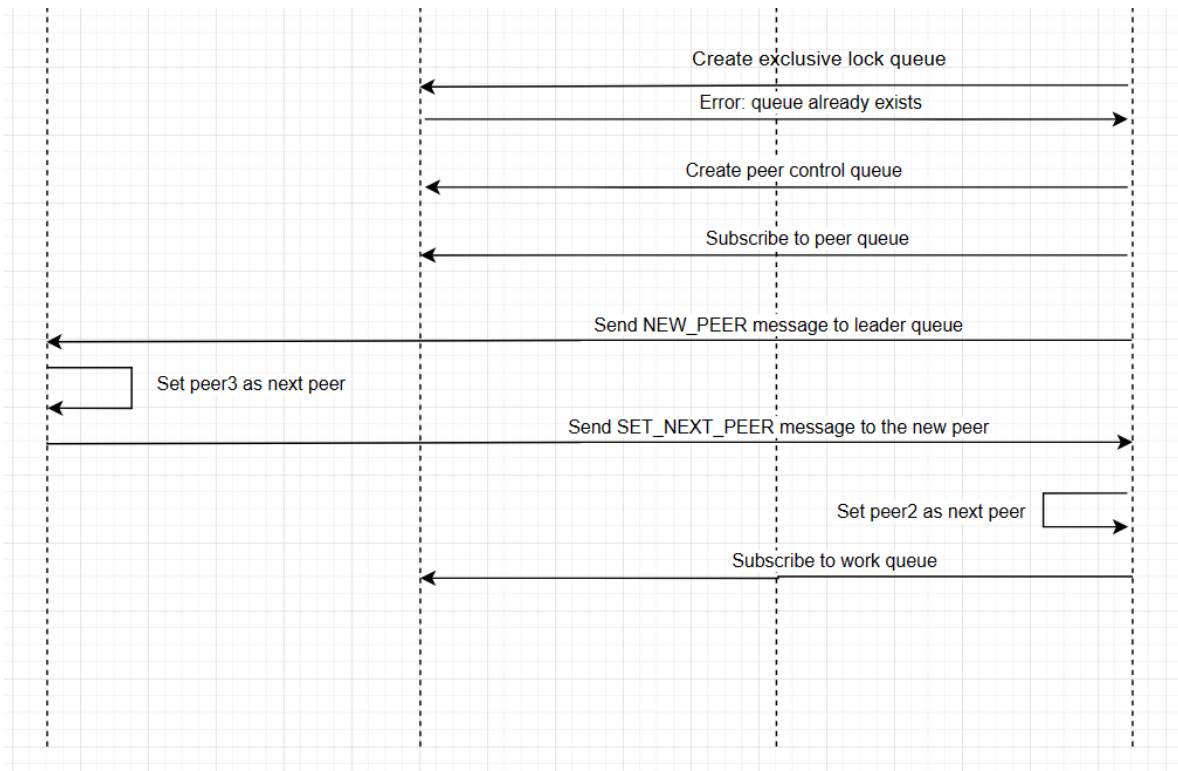 Create exclusive lock queue
Error: queue already exists
Create peer control queue
Subscribe to peer queue
Send NEW_PEER message to leader queue
Set peer3 as next peer
Send SET_NEXT_PEER message to the new peer
Set peer2 as next peer
Subscribe to work queue